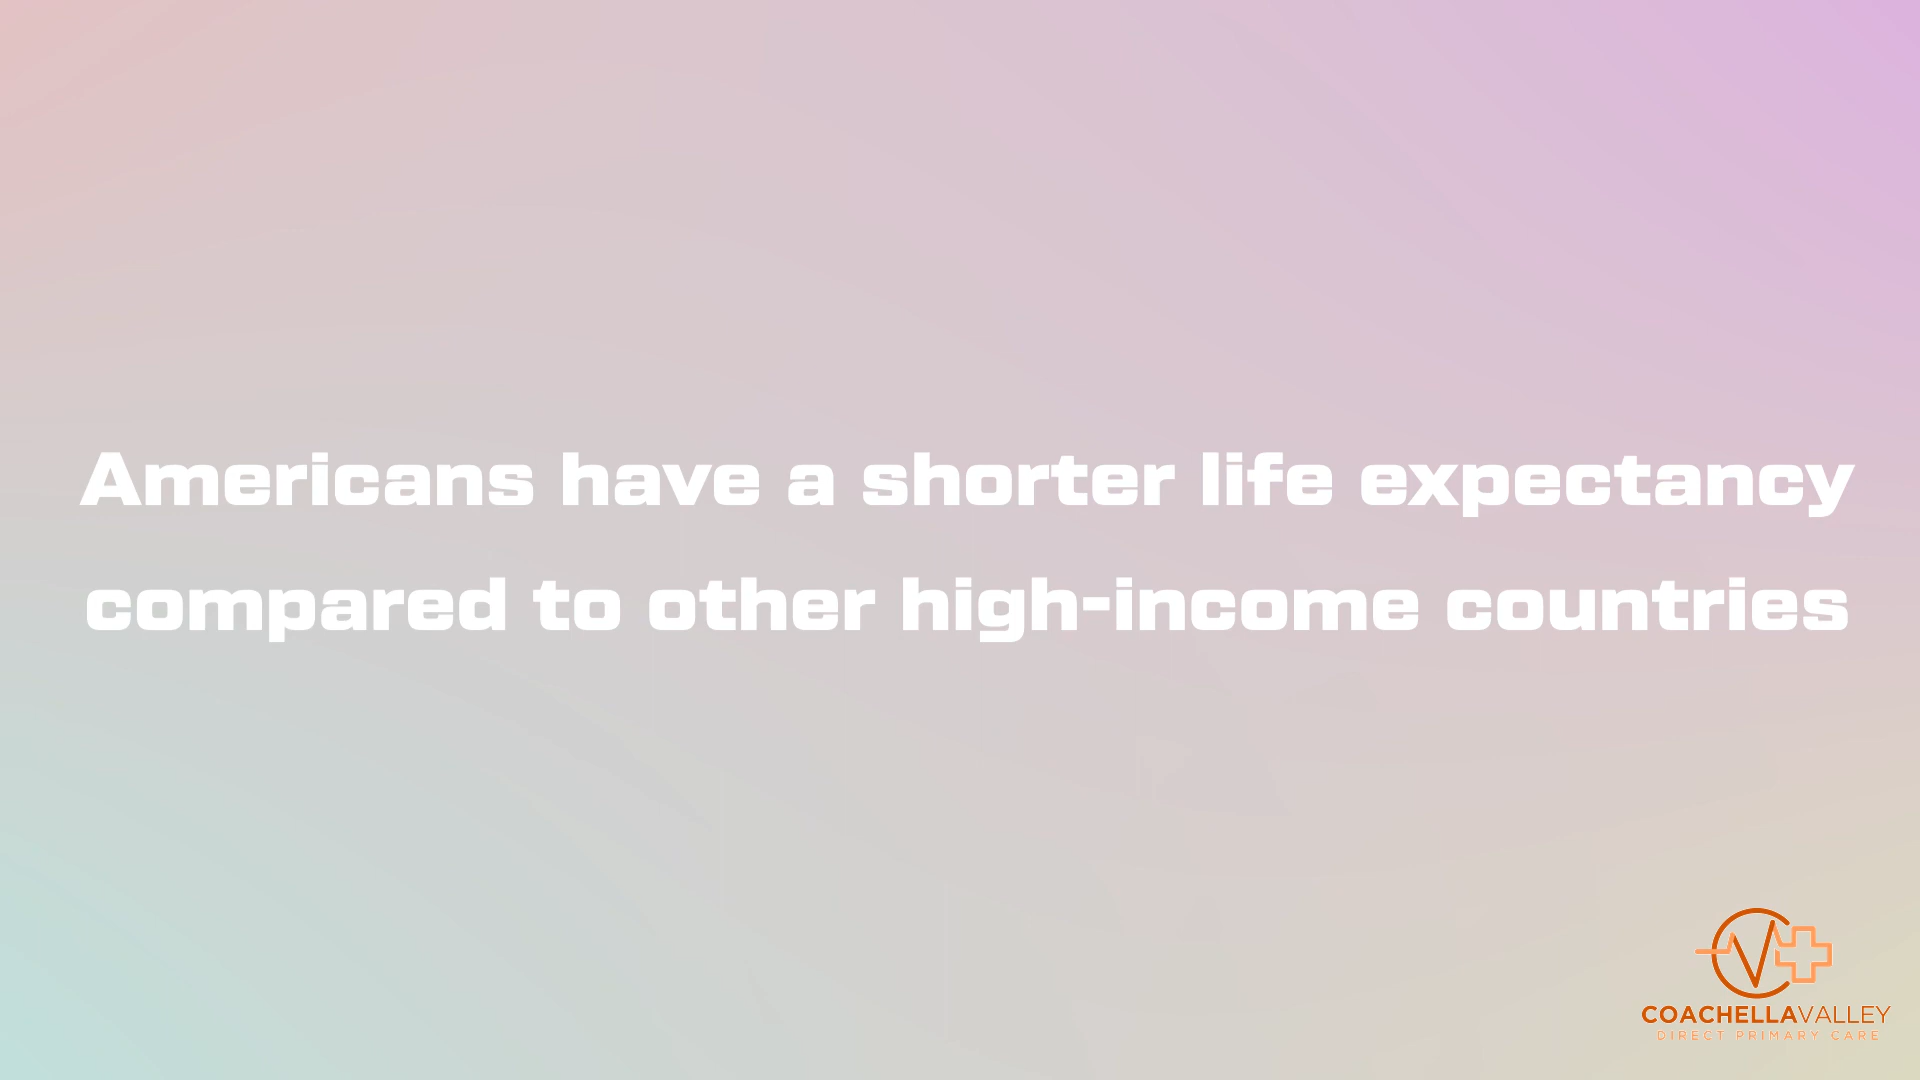 Americans have a shorter life expectancy
compared to other high-income countries
COACHELLAVALLEY
DIRECT PRIMARY CARE